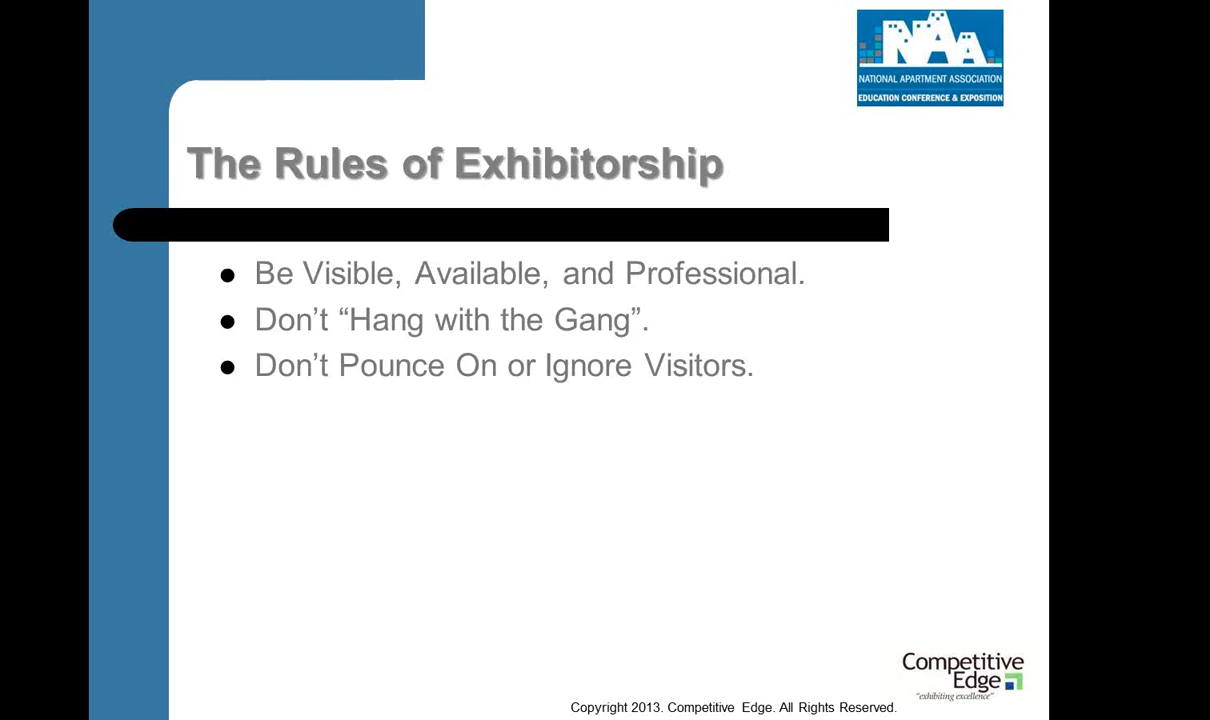 NAA
NATIONAL APARTMENT ASSOCIATION
EDUCATION CONFERENCE & EXPOSITION
The Rules of Exhibitorship
● Be Visible, Available, and Professional.
● Don’t “Hang with the Gang”.
● Don’t Pounce On or Ignore Visitors.
Competitive
Edge
“exhibiting excellence”
Copyright 2013. Competitive Edge. All Rights Reserved.